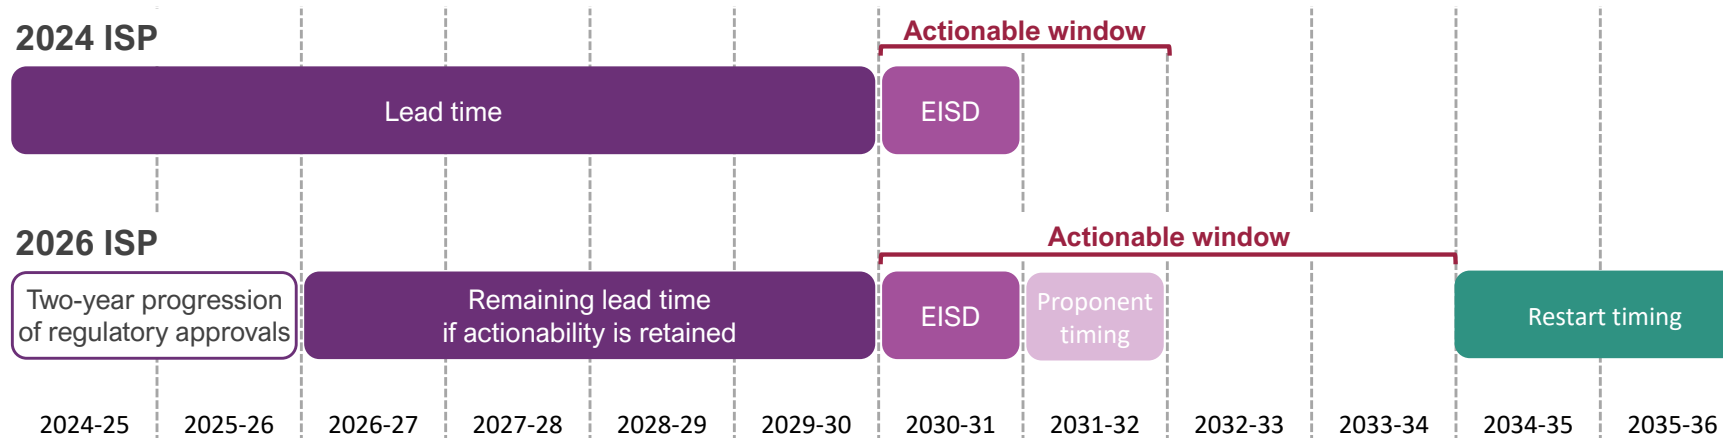 2024 ISP
Actionable window
Lead time
EISD
2026 ISP
Actionable window
Two-year progression
of regulatory approvals
Remaining lead time
if actionability is retained
EISD
Proponent
timing
Restart timing
2024-25 2025-26 2026-27 2027-28 2028-29 2029-30 2030-31 2031-32 2032-33 2033-34 2034-35 2035-36